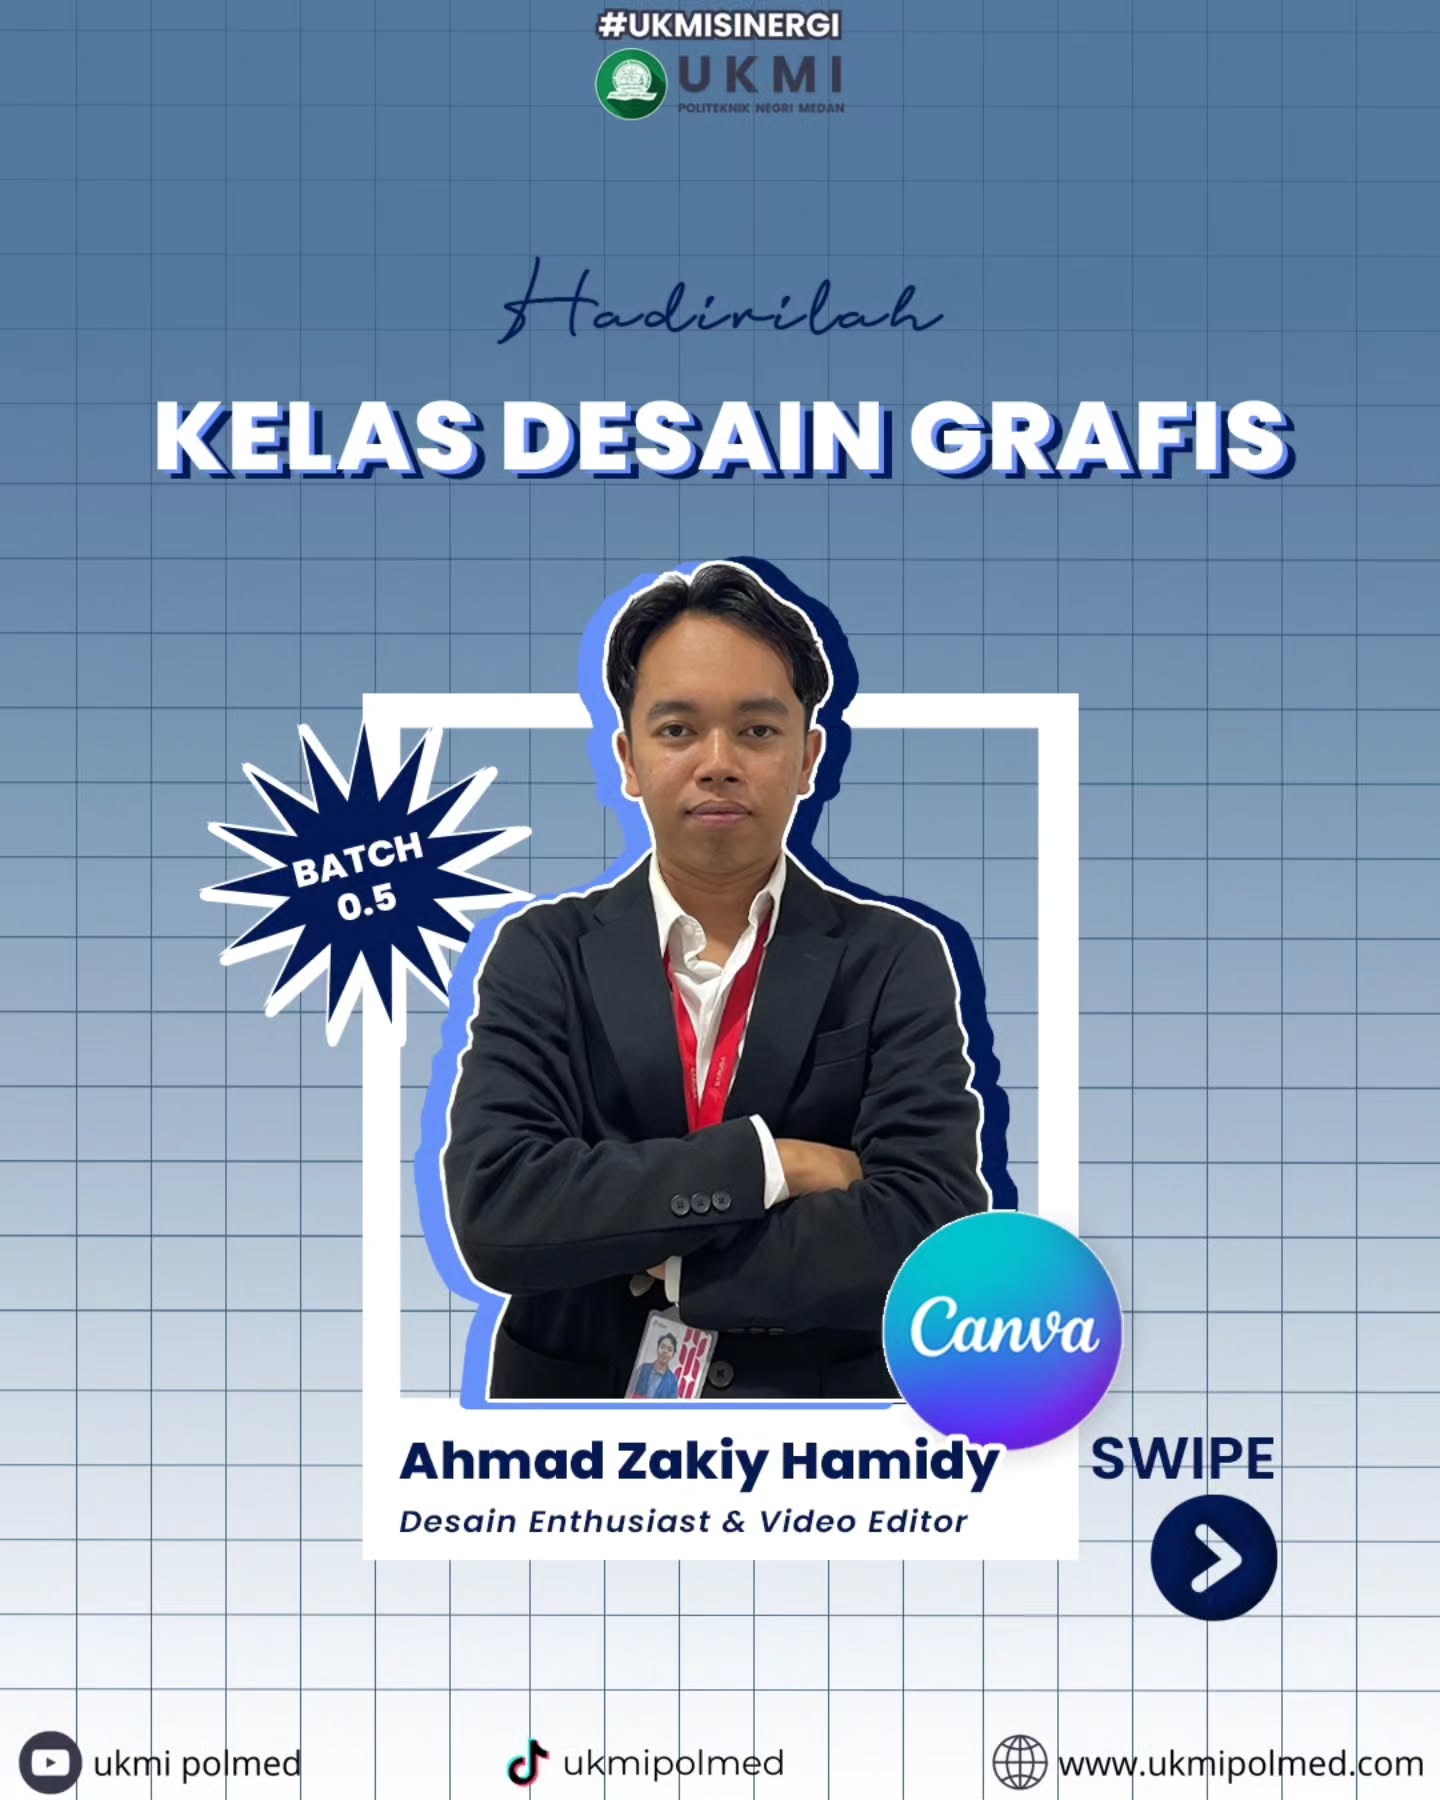 #UKMISINERGI
UKMI
POLITEKNIK NEGRI MEDAN
Hadirilah
KELAS DESAIN GRAFIS
BATCH
0.5
Canva
Ahmad Zakiy Hamidy
Desain Enthusiast & Video Editor
SWIPE
ukmi polmed
ukmipolmed
www.ukmipolmed.com